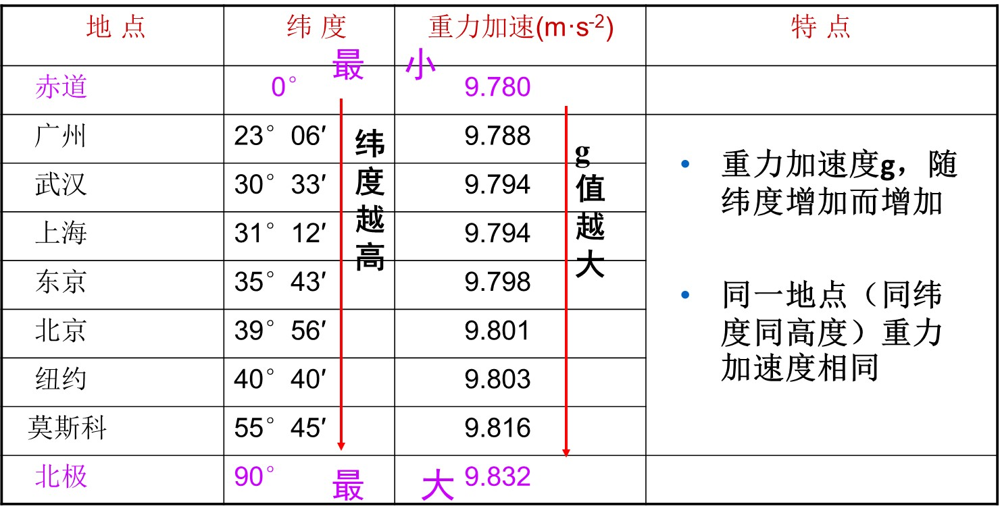 地 点 纬 度 重力加速(m·s-2) 特 点
最 小
赤道 0° 9.780
广州 23° 06′ 9.788
武汉 30° 33′ 9.794
上海 31° 12′ 9.794
东京 35° 43′ 9.798
北京 39° 56′ 9.801
纽约 40° 40′ 9.803
莫斯科 55° 45′ 9.816
北极 90° 9.832
最 大
纬度越高
g值越大
• 重力加速度g，随
纬度增加而增加
• 同一地点（同纬
度同高度）重力
加速度相同